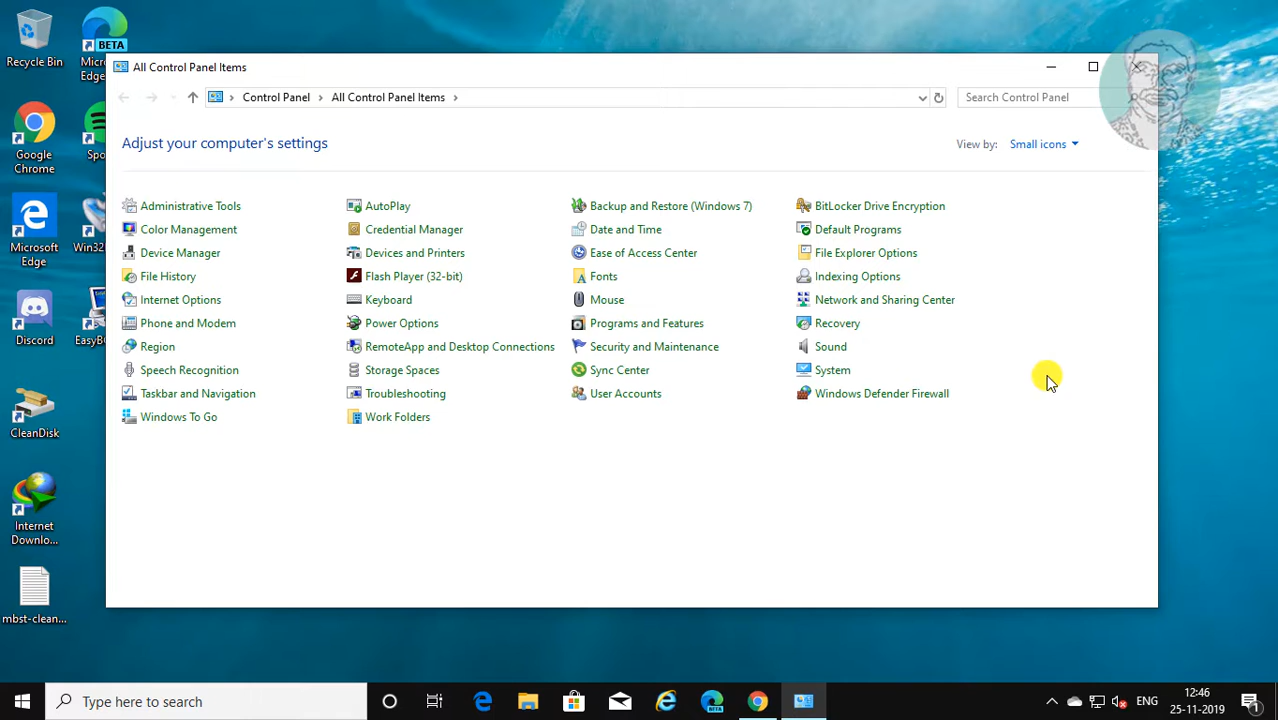 Recycle Bin
BETA
Micr
Edge
Google
Chrome
Spo
Microsoft
Edge
Win32
Discord
EasyBC
CleanDisk
Internet
Downlo...
mbst-clean...
All Control Panel Items
Control Panel
All Control Panel Items
Search Control Panel
Adjust your computer's settings
View by: Small icons
Administrative Tools
AutoPlay
Backup and Restore (Windows 7)
BitLocker Drive Encryption
Color Management
Credential Manager
Date and Time
Default Programs
Device Manager
Devices and Printers
Ease of Access Center
File Explorer Options
File History
Flash Player (32-bit)
Fonts
Indexing Options
Internet Options
Keyboard
Mouse
Network and Sharing Center
Phone and Modem
Power Options
Programs and Features
Recovery
Region
RemoteApp and Desktop Connections
Security and Maintenance
Sound
Speech Recognition
Storage Spaces
Sync Center
System
Taskbar and Navigation
Troubleshooting
User Accounts
Windows Defender Firewall
Windows To Go
Work Folders
Type here to search
ENG
12:46
25-11-2019
1